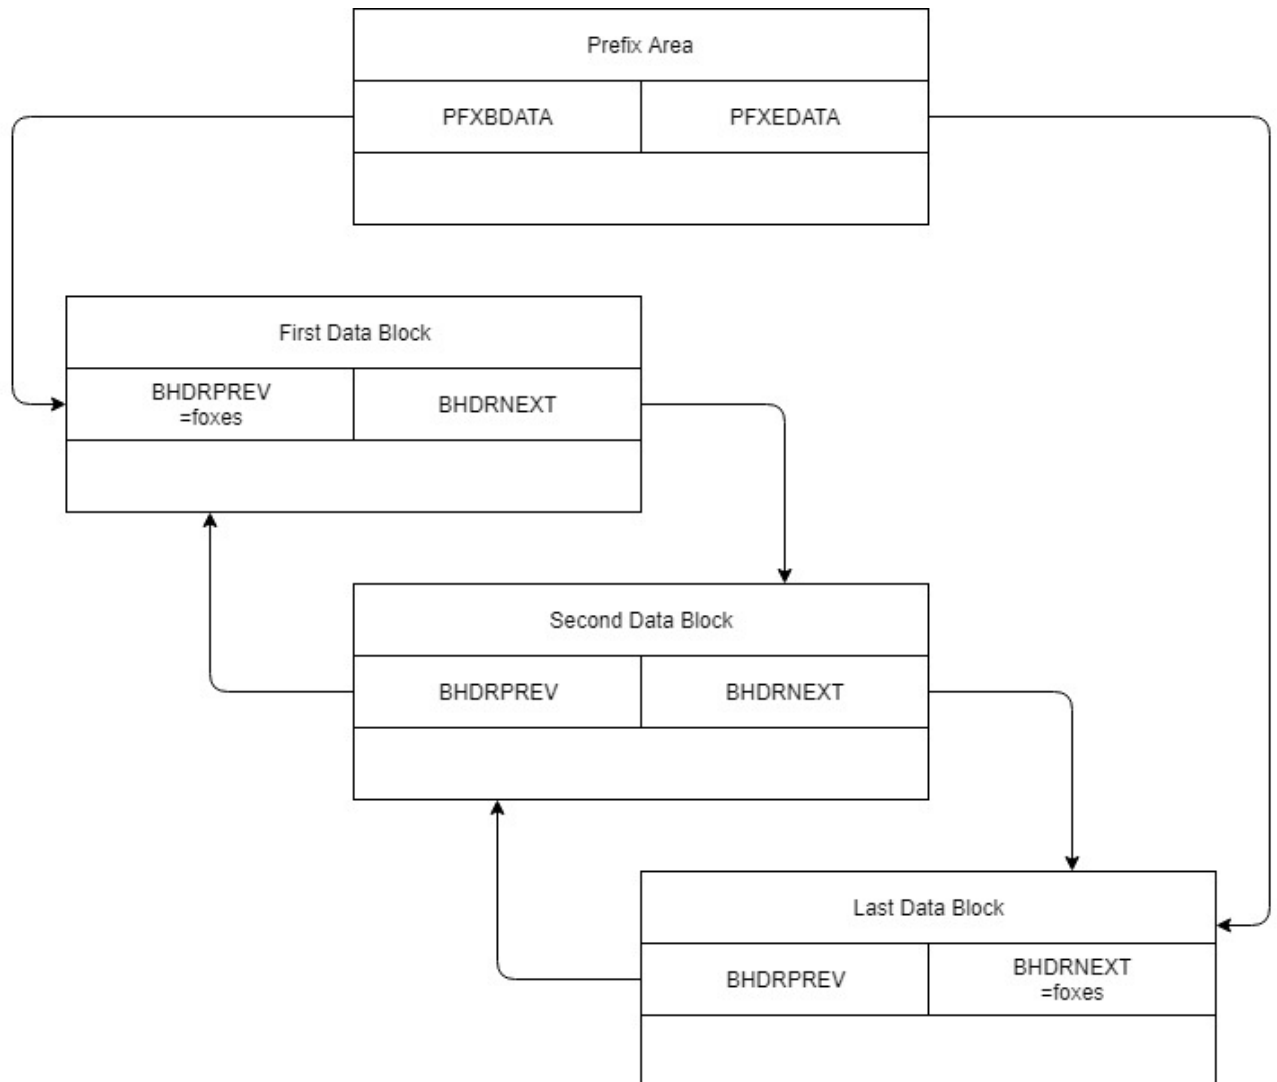 Prefix Area
PFXBDATA
PFXEDATA
First Data Block
BHDRPREV
=foxes
BHDRNEXT
Second Data Block
BHDRPREV
BHDRNEXT
Last Data Block
BHDRPREV
BHDRNEXT
=foxes